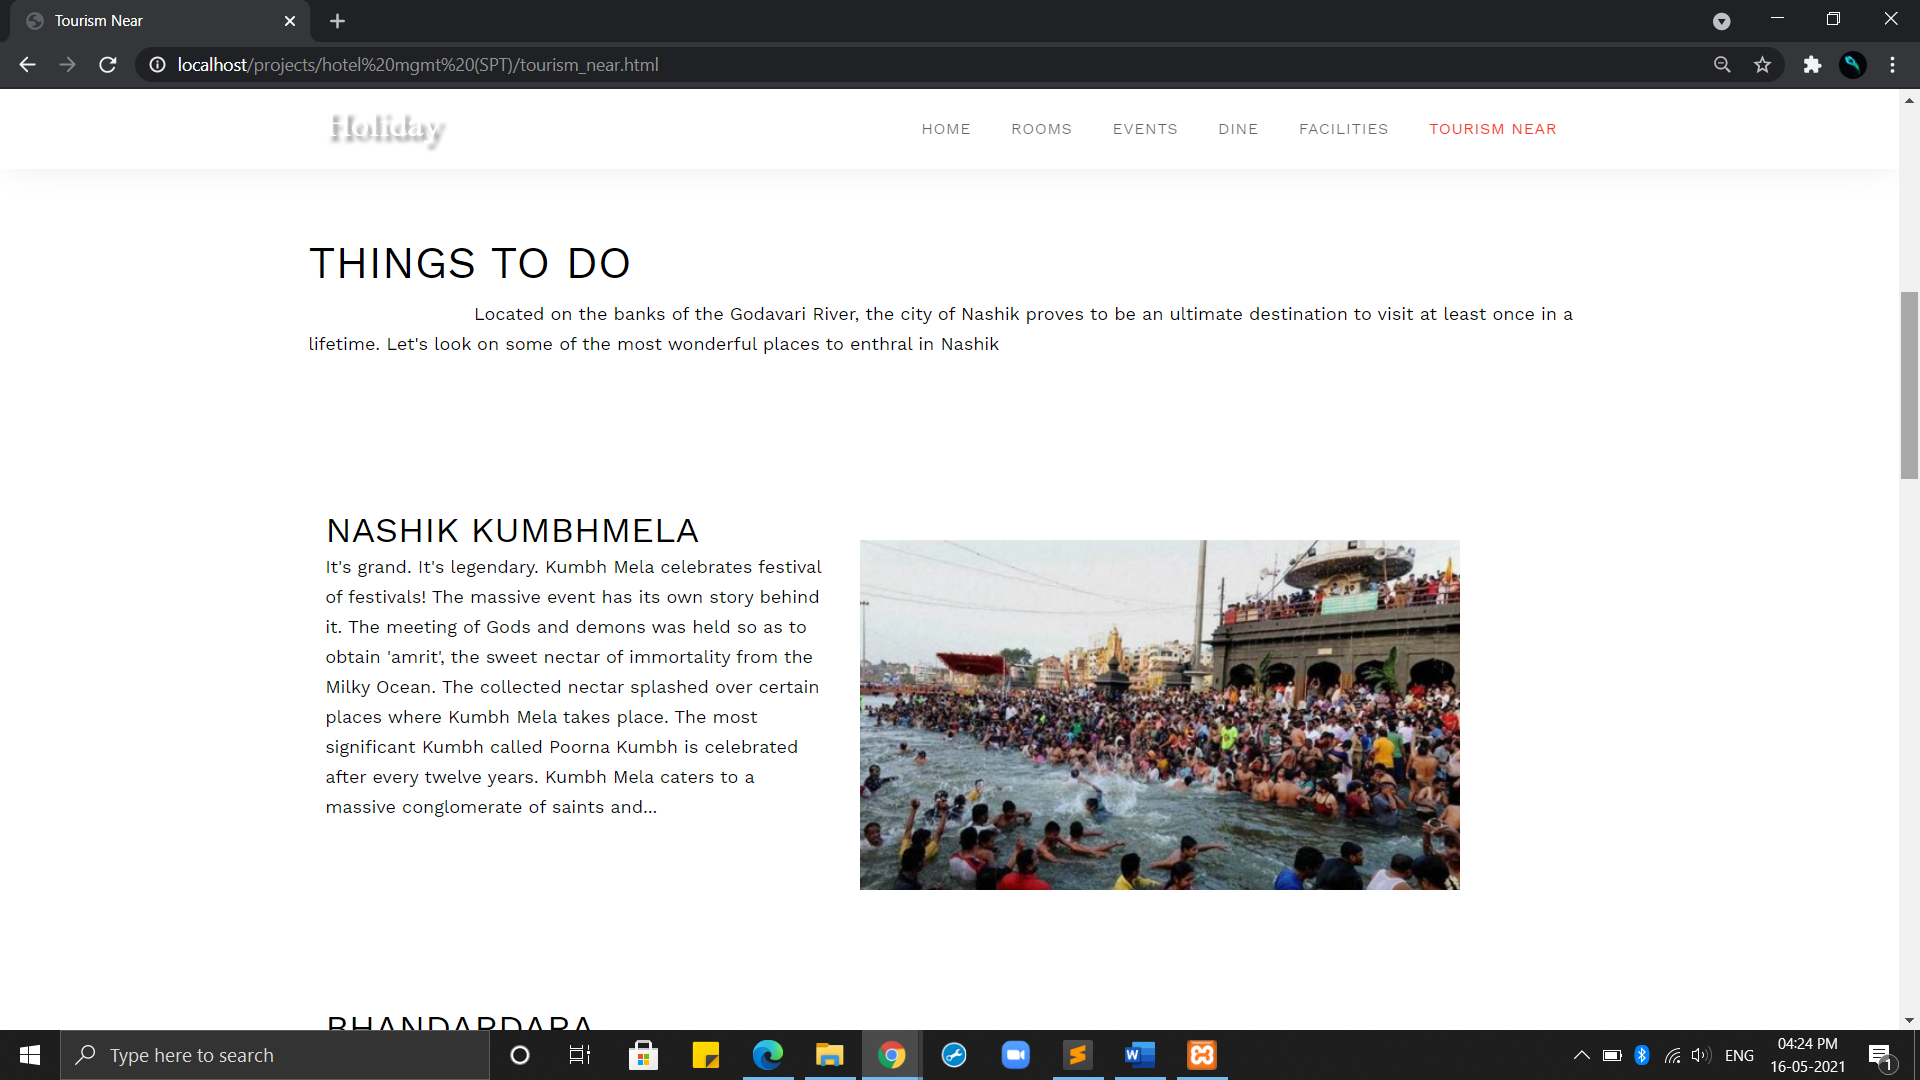 Tourism Near
localhost/projects/hotel%20mgmt%20(SPT)/tourism_near.html
Holiday
HOME ROOMS EVENTS DINE FACILITIES TOURISM NEAR
THINGS TO DO
Located on the banks of the Godavari River, the city of Nashik proves to be an ultimate destination to visit at least once in a
lifetime. Let's look on some of the most wonderful places to enthral in Nashik
NASHIK KUMBHMELA
It's grand. It's legendary. Kumbh Mela celebrates festival
of festivals! The massive event has its own story behind
it. The meeting of Gods and demons was held so as to
obtain 'amrit', the sweet nectar of immortality from the
Milky Ocean. The collected nectar splashed over certain
places where Kumbh Mela takes place. The most
significant Kumbh called Poorna Kumbh is celebrated
after every twelve years. Kumbh Mela caters to a
massive conglomerate of saints and...
BHANDARDARA
Type here to search
ENG
04:24 PM
16-05-2021
1